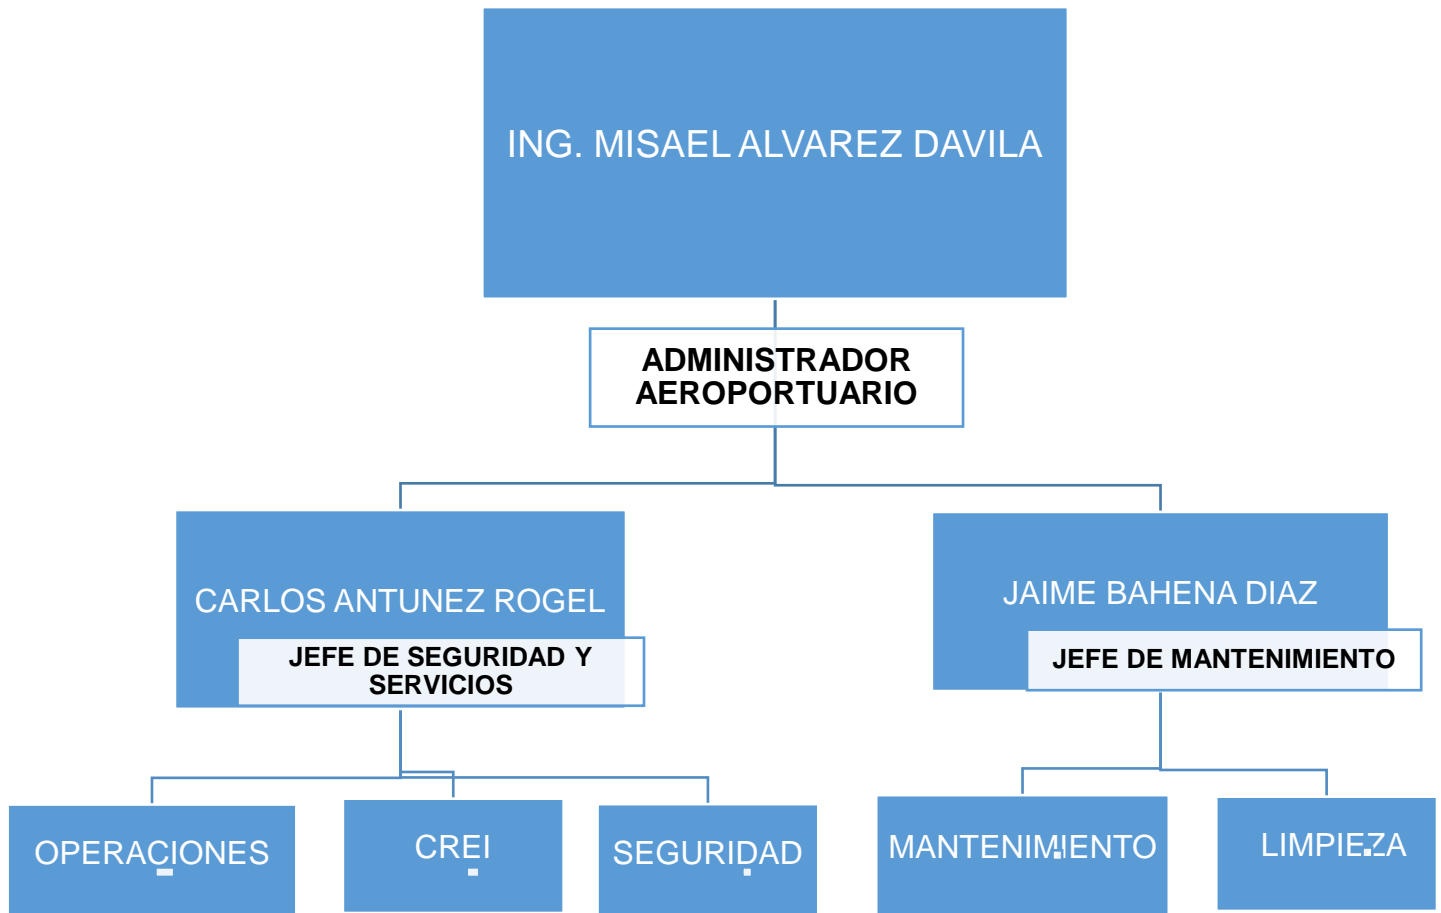 ING. MISAEL ALVAREZ DAVILA
ADMINISTRADOR
AEROPORTUARIO
CARLOS ANTUNEZ ROGEL
JEFE DE SEGURIDAD Y
SERVICIOS
JAIME BAHENA DIAZ
JEFE DE MANTENIMIENTO
OPERACIONES
CREI
SEGURIDAD
MANTENIMIENTO
LIMPIEZA